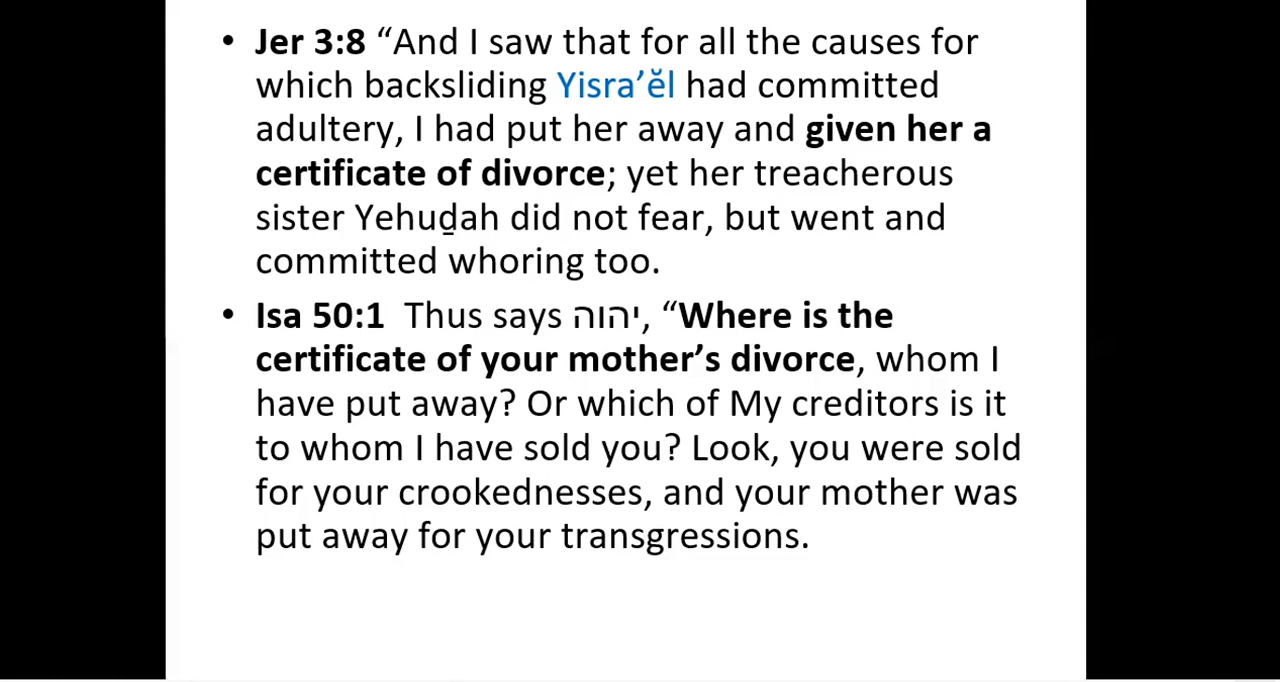 • Jer 3:8 “And I saw that for all the causes for
which backsliding Yisra’ĕl had committed
adultery, I had put her away and given her a
certificate of divorce; yet her treacherous
sister Yehuḏah did not fear, but went and
committed whoring too.
• Isa 50:1 Thus says יהוה, “Where is the
certificate of your mother’s divorce, whom I
have put away? Or which of My creditors is it
to whom I have sold you? Look, you were sold
for your crookednesses, and your mother was
put away for your transgressions.